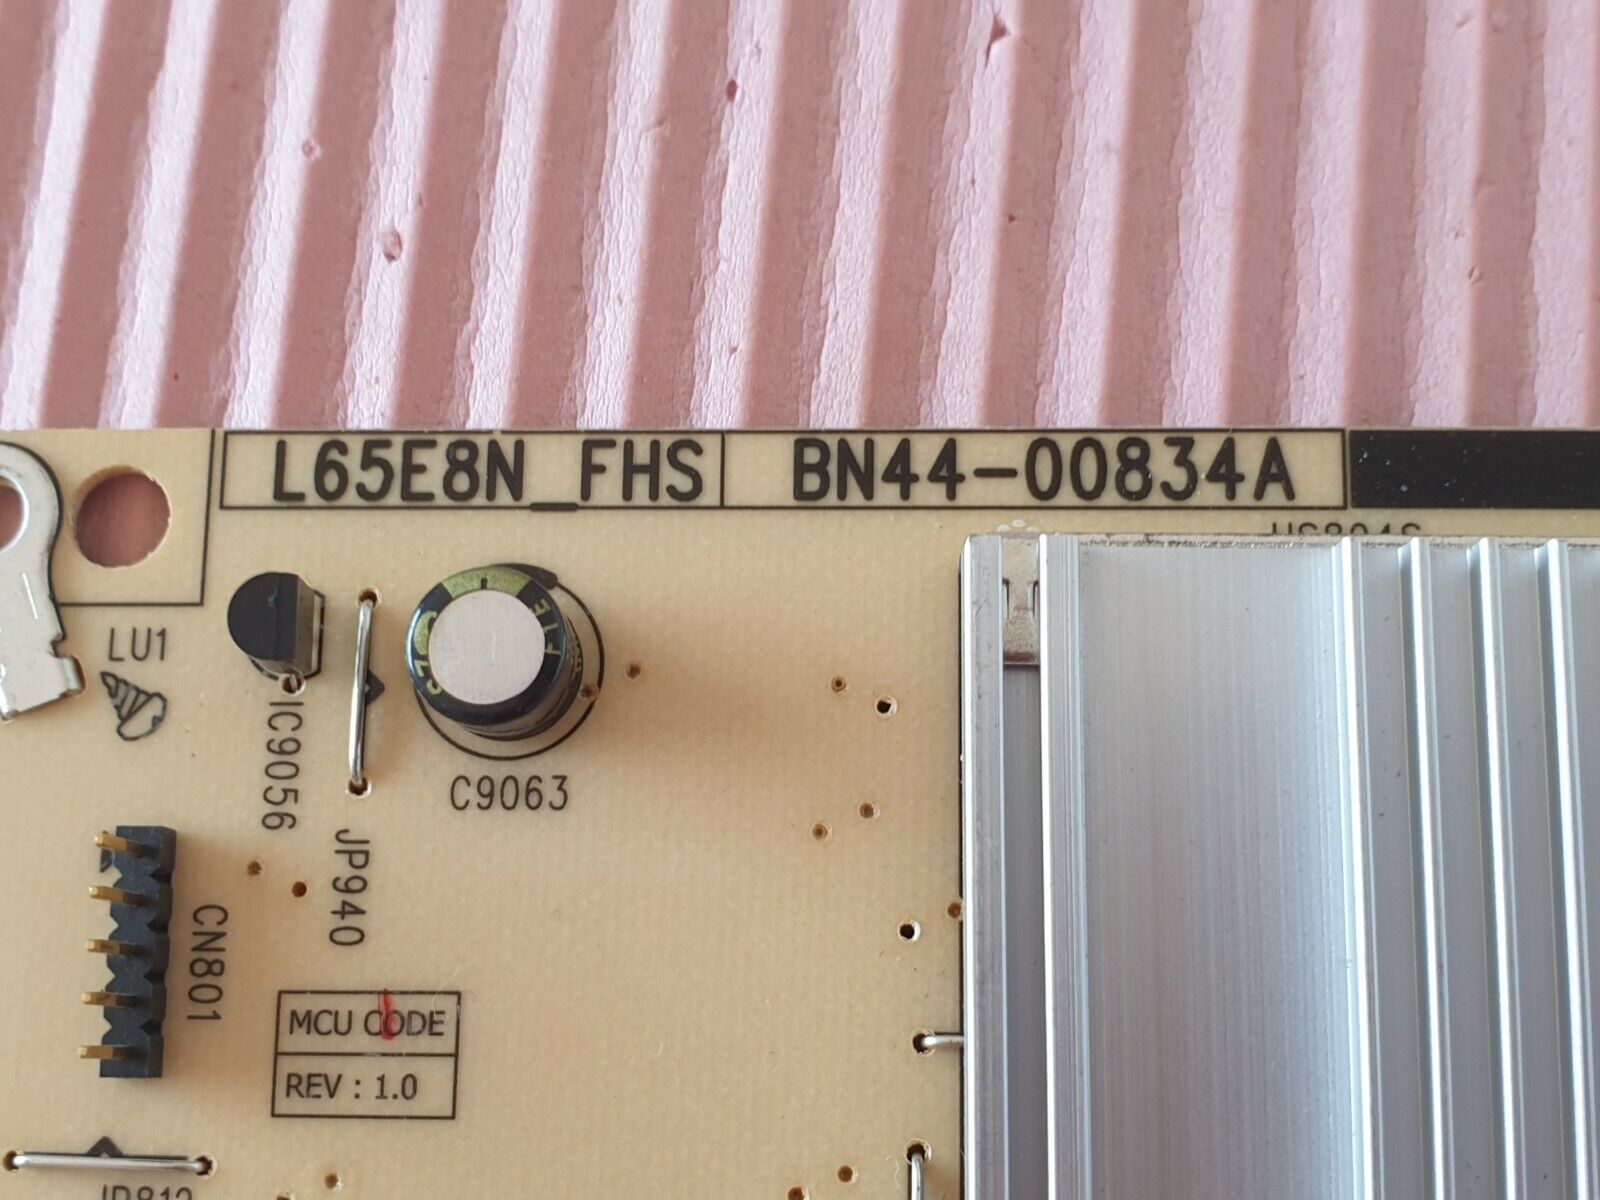 L65E8N_FHS BN44-00834A
LU1
IC9056
C9063
JP940
CN801
MCU CODE
REV : 1.0